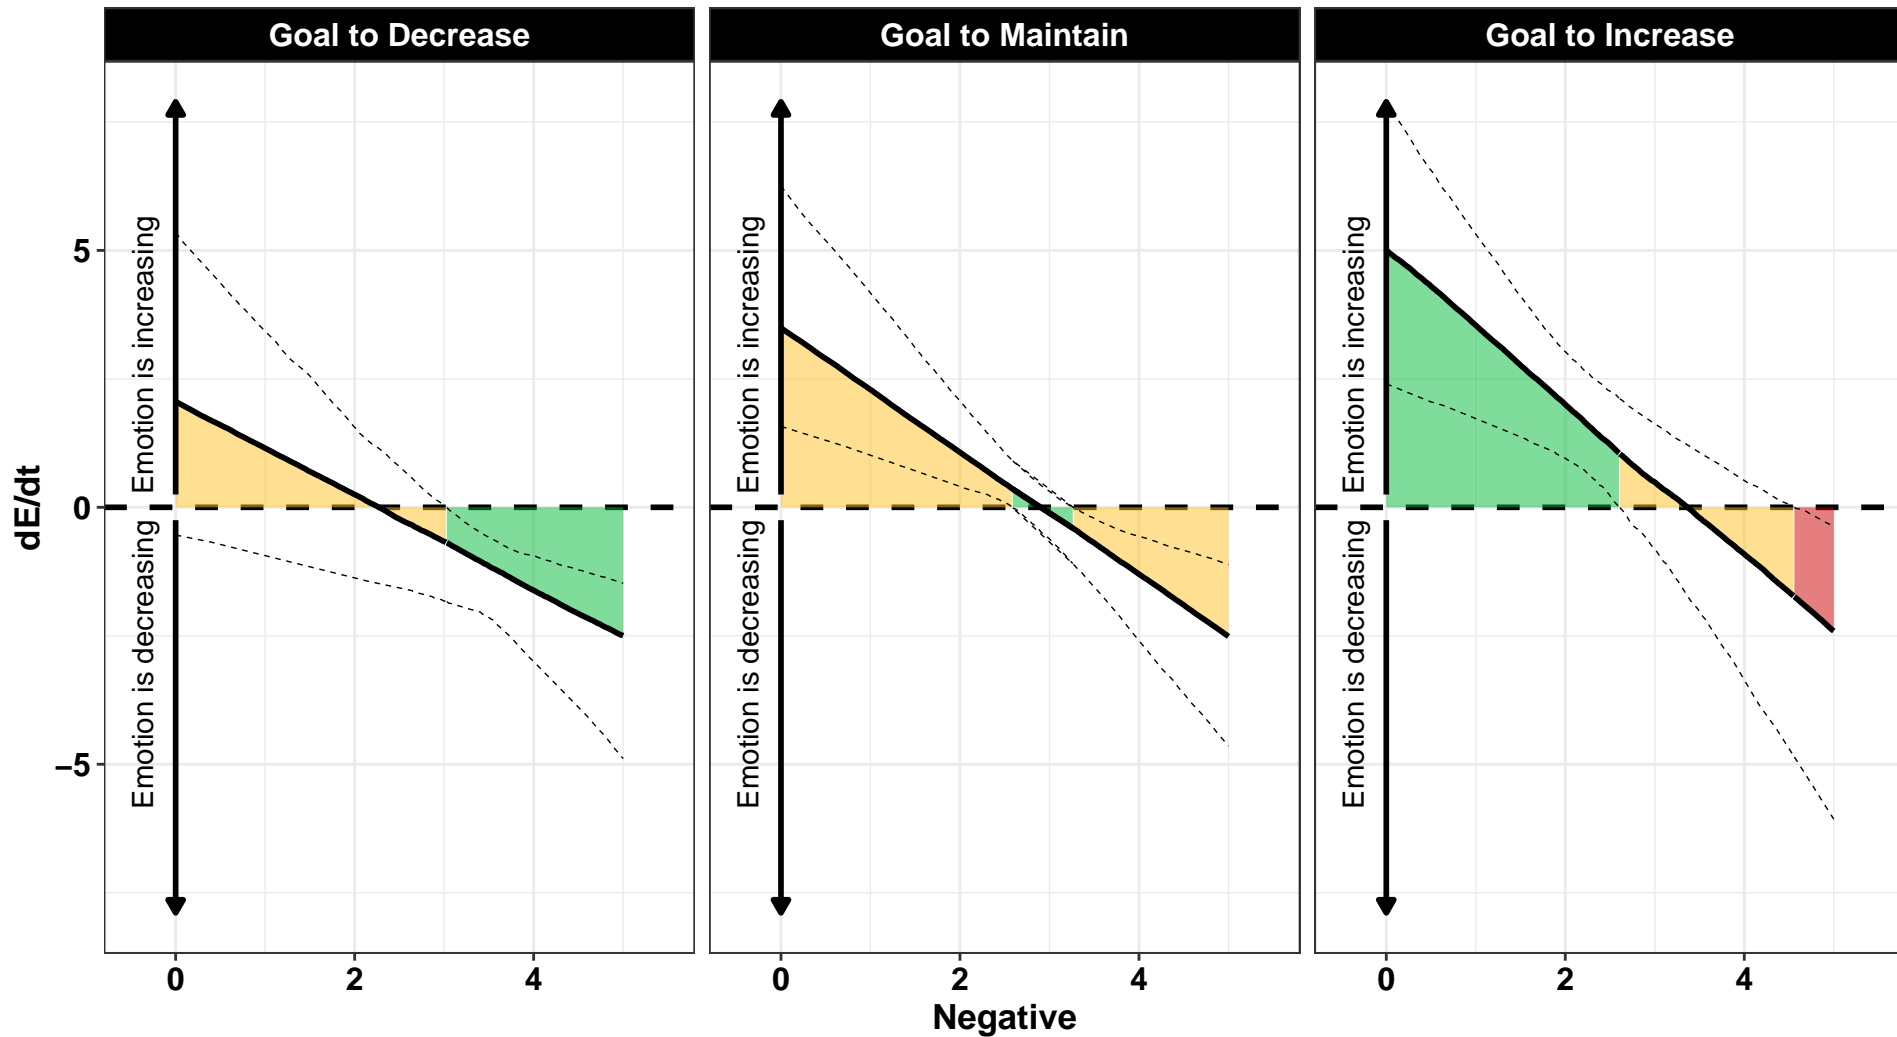 Goal to Decrease
Goal to Maintain
Goal to Increase
dE/dt
5
0
−5
Emotion is increasing
Emotion is decreasing
Emotion is increasing
Emotion is decreasing
Emotion is increasing
Emotion is decreasing
0 2 4
0 2 4
0 2 4
Negative